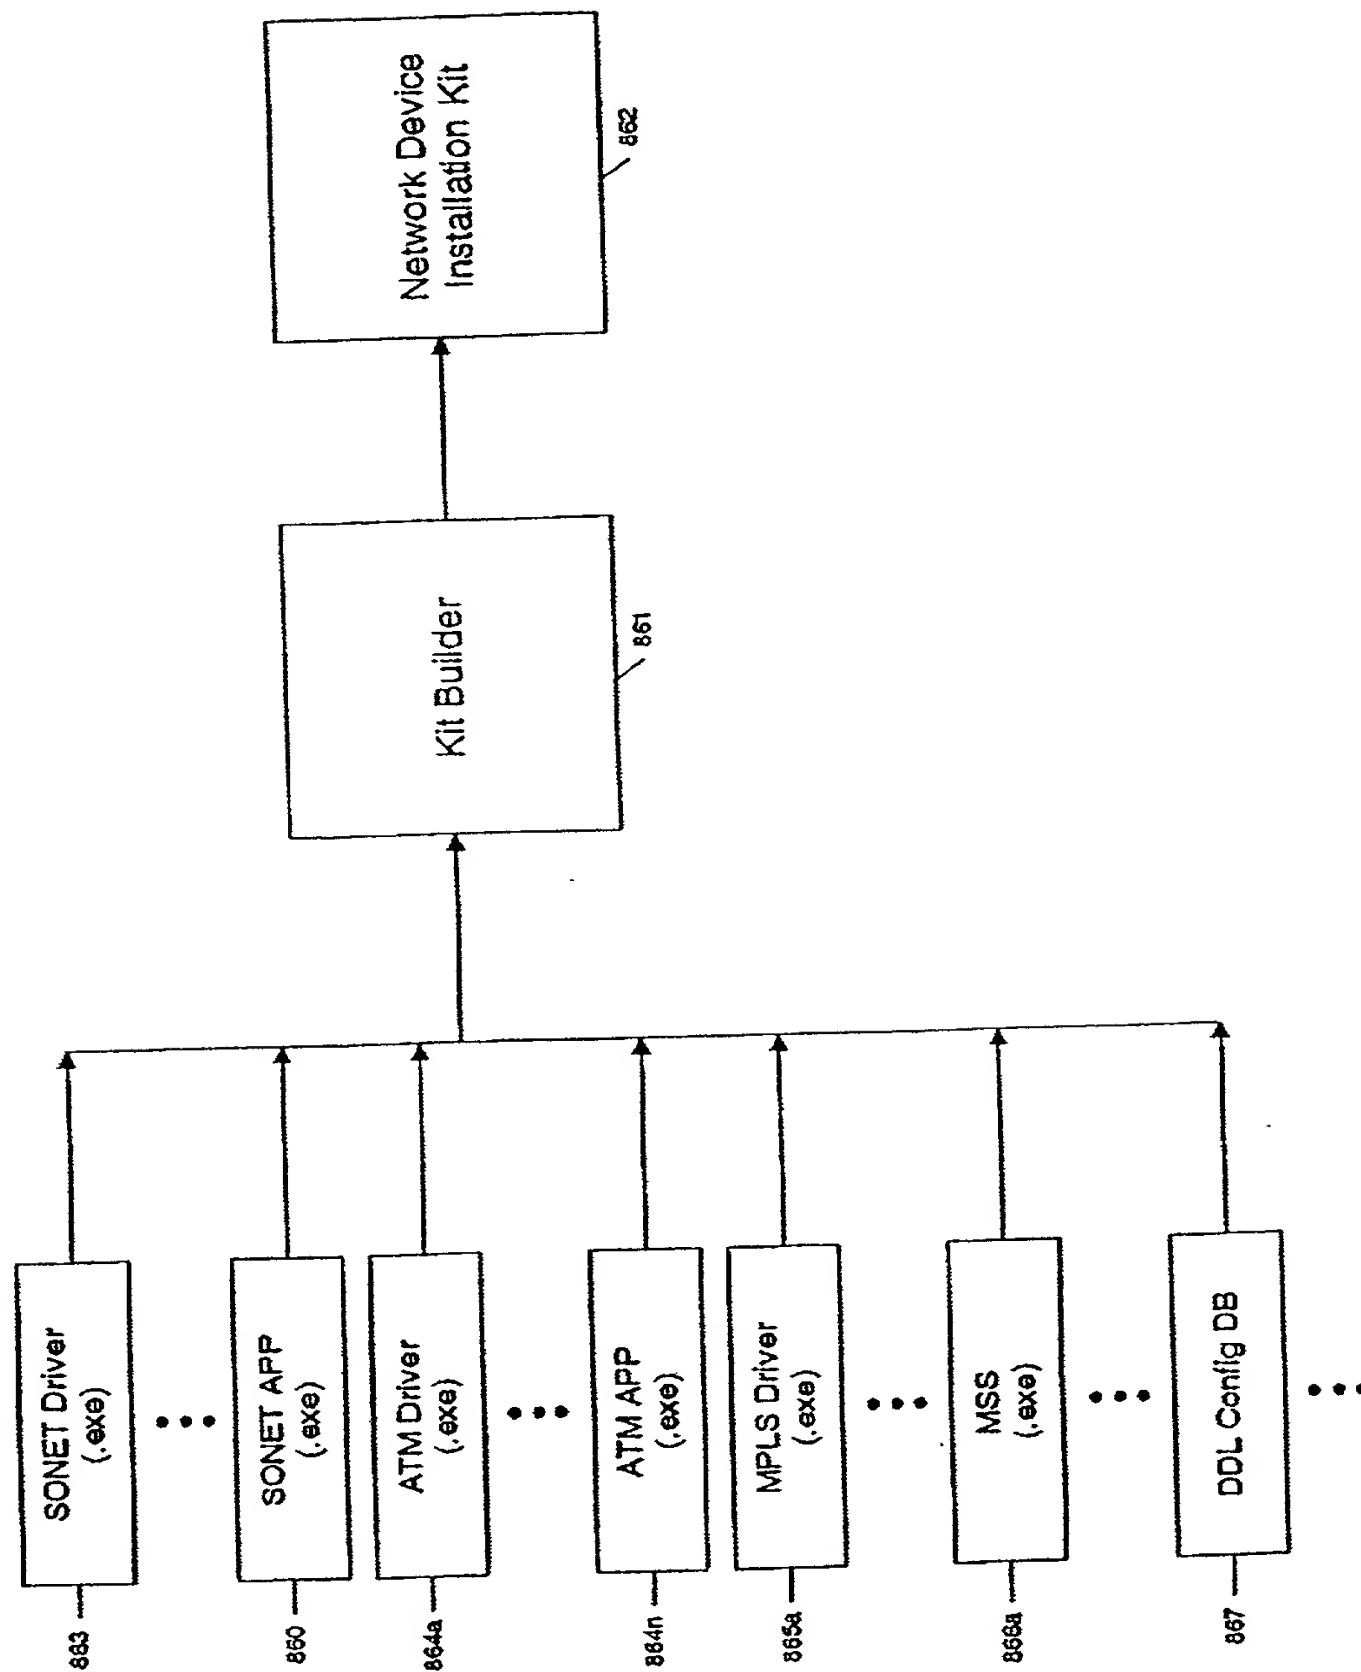 863
SONET Driver
(.exe)
860
SONET APP
(.exe)
864a
ATM Driver
(.exe)
864n
ATM APP
(.exe)
865a
MPLS Driver
(.exe)
866a
MSS
(.exe)
867
DDL Config DB
Kit Builder
861
Network Device
Installation Kit
862